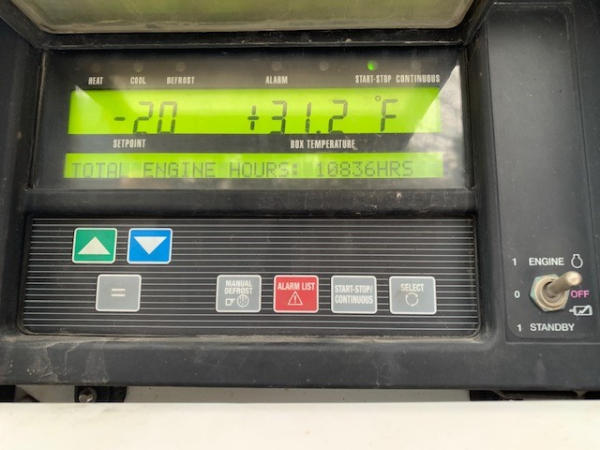 HEAT COOL DEFROST ALARM START-STOP CONTINUOUS
-20 +31.2 °F
SETPOINT BOX TEMPERATURE
TOTAL ENGINE HOURS: 10836HRS
=
MANUAL DEFROST
ALARM LIST
START-STOP/ CONTINUOUS
SELECT
1 ENGINE
0 OFF
1 STANDBY